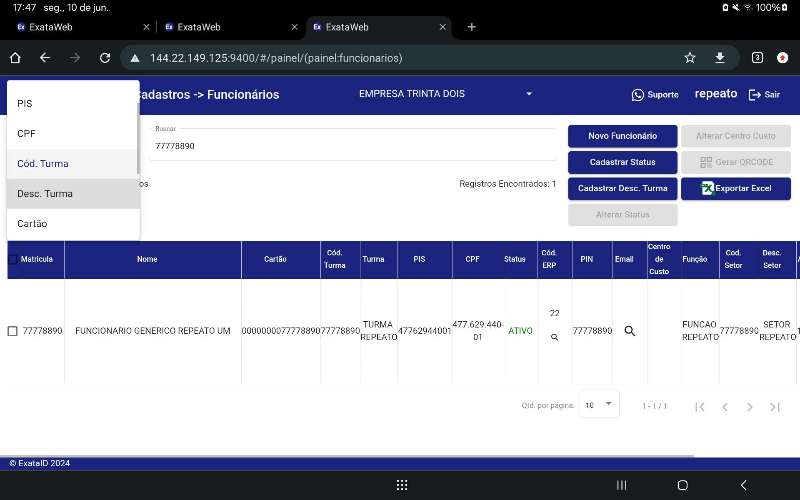 17:47 seg., 10 de jun.
100%
ExataWeb
ExataWeb
ExataWeb
144.22.149.125:9400/#/painel/(painel:funcionarios)
3
Cadastros -> Funcionários
EMPRESA TRINTA DOIS
Suporte
repeato
Sair
PIS
CPF
Cód. Turma
Desc. Turma
Cartão
Buscar
77778890
os
Registros Encontrados: 1
Novo Funcionário
Alterar Centro Custo
Cadastrar Status
Gerar QRCODE
Cadastrar Desc. Turma
Exportar Excel
Alterar Status
Matrícula Nome Cartão Cód. Turma Turma PIS CPF Status Cód. ERP PIN Email Centro de Custo Função Cod. Setor Desc. Setor
77778890 FUNCIONARIO GENERICO REPEATO UM 00000000077778890 77778890 TURMA REPEATO 47762944001 477.629.440-01 ATIVO 22 77778890 FUNCAO REPEATO 77778890 SETOR REPEATO
Qtd. por página: 10 1 - 1 / 1
© ExataID 2024